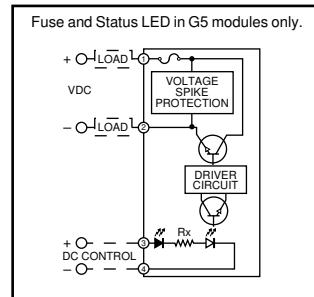 Fuse and Status LED in G5 modules only.
+ LOAD 1
VDC
VOLTAGE
SPIKE
PROTECTION
– LOAD 2
DRIVER
CIRCUIT
Rx
+ 3
DC CONTROL
– 4